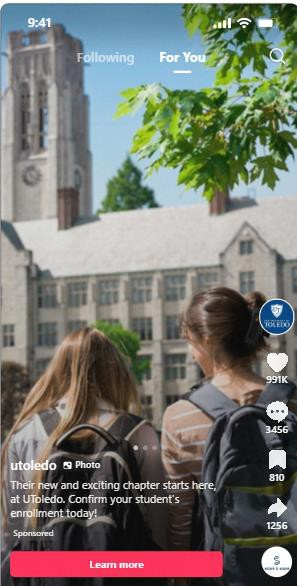 9:41
Following
For You
TOLEDO
991K
3456
810
1256
utoledo Photo
Their new and exciting chapter starts here,
at UToledo. Confirm your student's
enrollment today!
Sponsored
Learn more